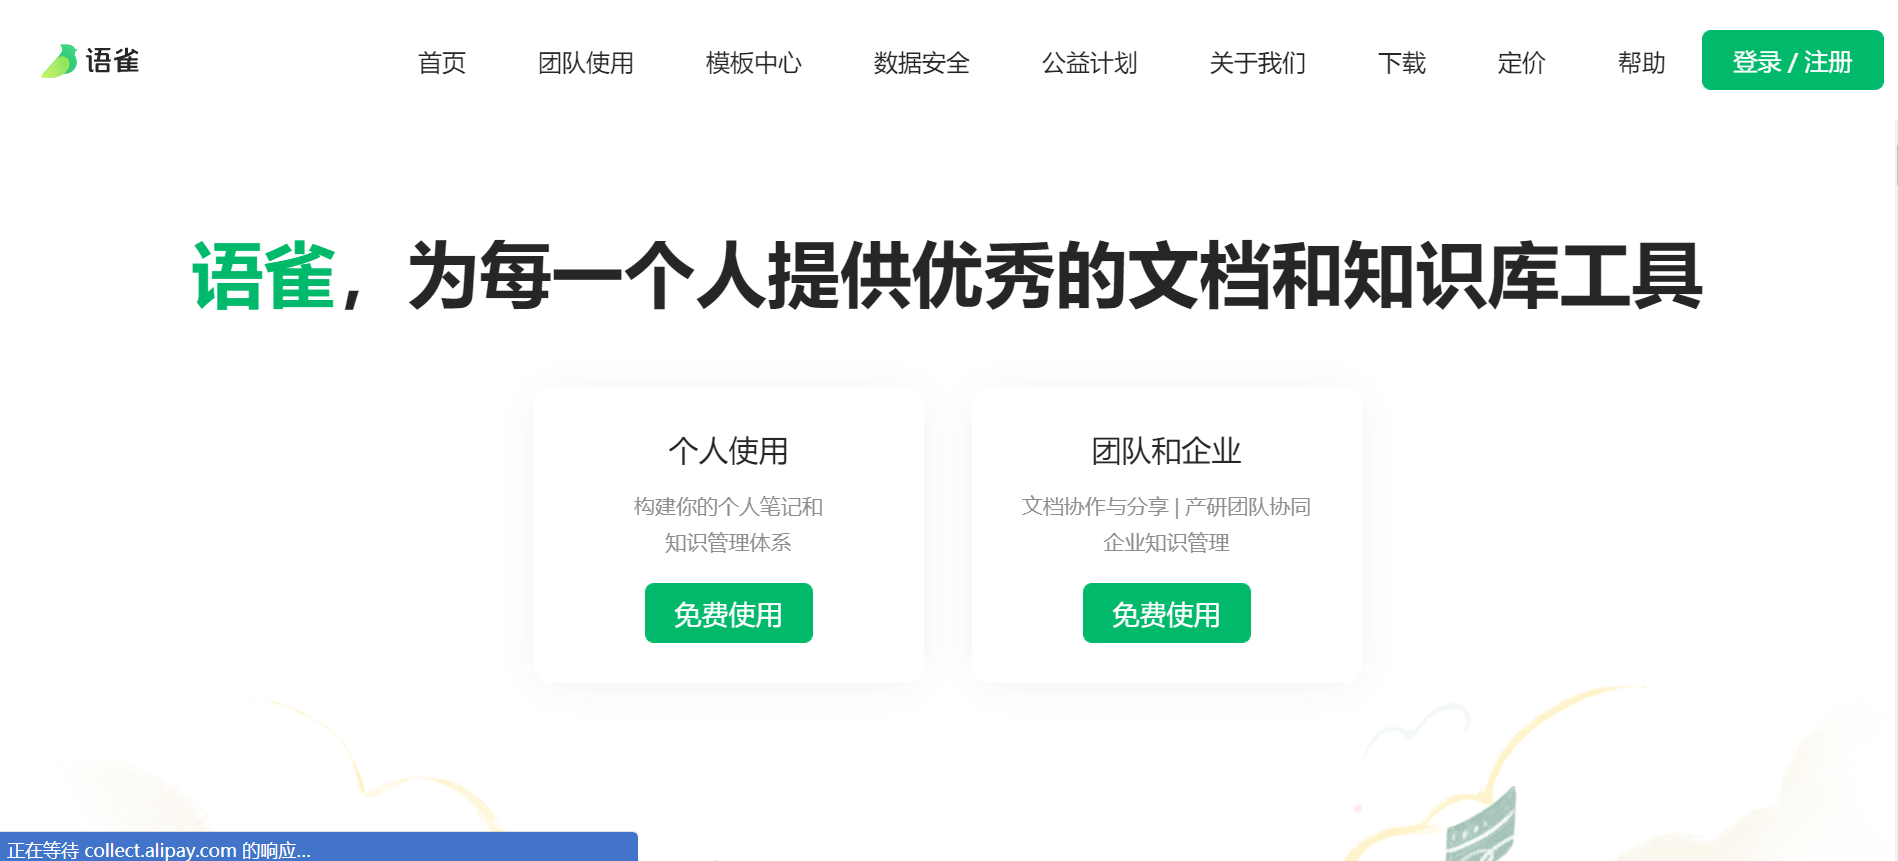 语雀
首页
团队使用
模板中心
数据安全
公益计划
关于我们
下载
定价
帮助
登录 / 注册
语雀，为每一个人提供优秀的文档和知识库工具
个人使用
构建你的个人笔记和
知识管理体系
免费使用
团队和企业
文档协作与分享 | 产研团队协同
企业知识管理
免费使用
正在等待 collect.alipay.com 的响应...